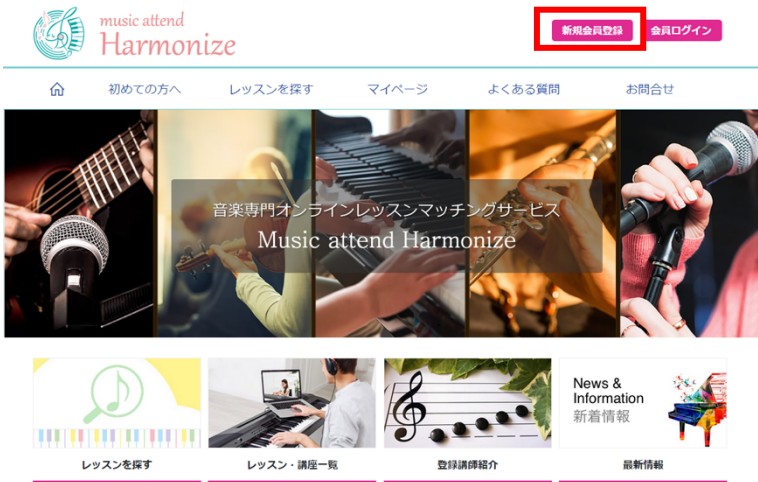 music attend
Harmonize
新規会員登録
会員ログイン
初めての方へ
レッスンを探す
マイページ
よくある質問
お問合せ
音楽専門オンラインレッスンマッチングサービス
Music attend Harmonize
News &
Information
新着情報
レッスンを探す
レッスン・講座一覧
登録講師紹介
最新情報